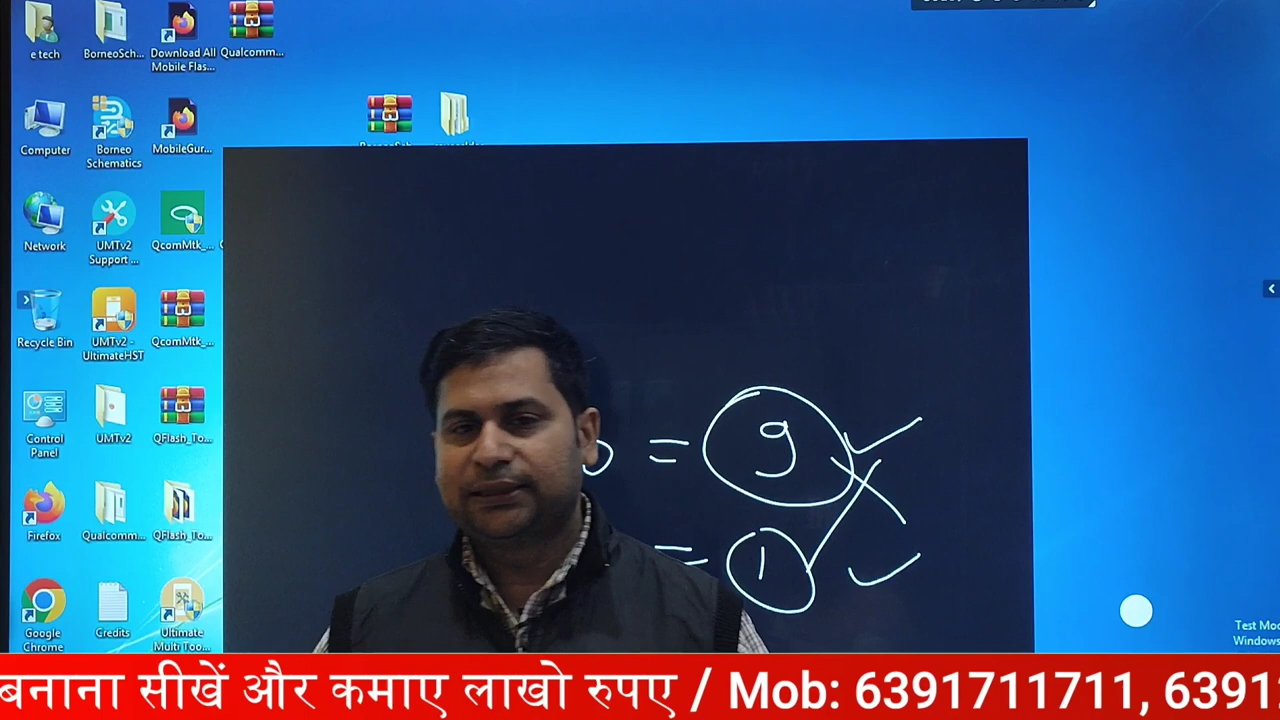 e tech
BorneoSch...
Download All Mobile Flas...
Qualcomm...
Computer
Borneo Schematics
MobileGur...
Network
UMTv2 Support ...
QcomMtk_...
Recycle Bin
UMTv2 - UltimateHST
QcomMtk_...
Control Panel
UMTv2
QFlash_To...
Firefox
Qualcomm...
QFlash_To...
Google Chrome
Credits
Ultimate Multi Too...
= 9
= 1
Test Mod
Windows
बनाना सीखें और कमाए लाखो रुपए / Mob: 6391711711, 6391